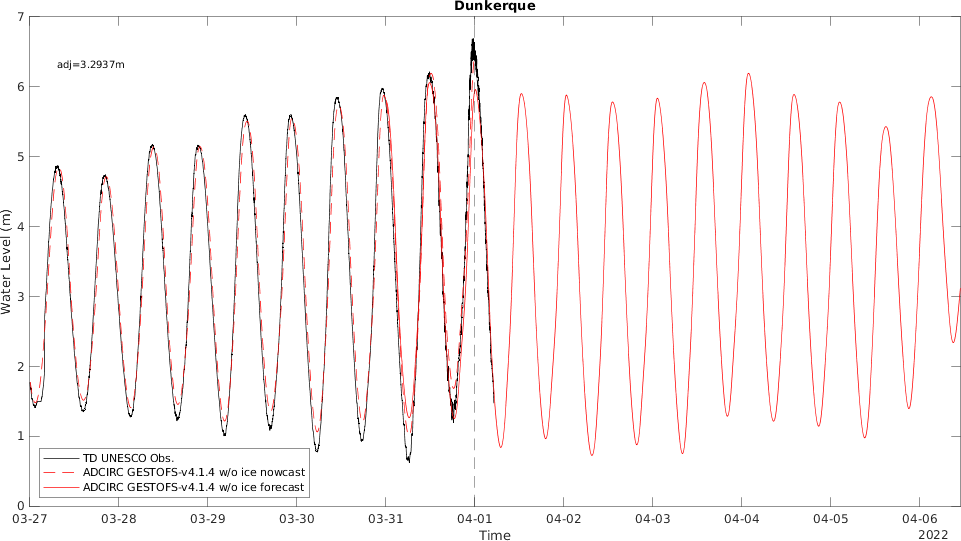 Dunkerque
7
adj=3.2937m
6
5
4
Water Level (m)
3
2
1
TD UNESCO Obs.
ADCIRC GESTOFS-v4.1.4 w/o ice nowcast
ADCIRC GESTOFS-v4.1.4 w/o ice forecast
0
03-27 03-28 03-29 03-30 03-31 04-01 04-02 04-03 04-04 04-05 04-06
Time
2022